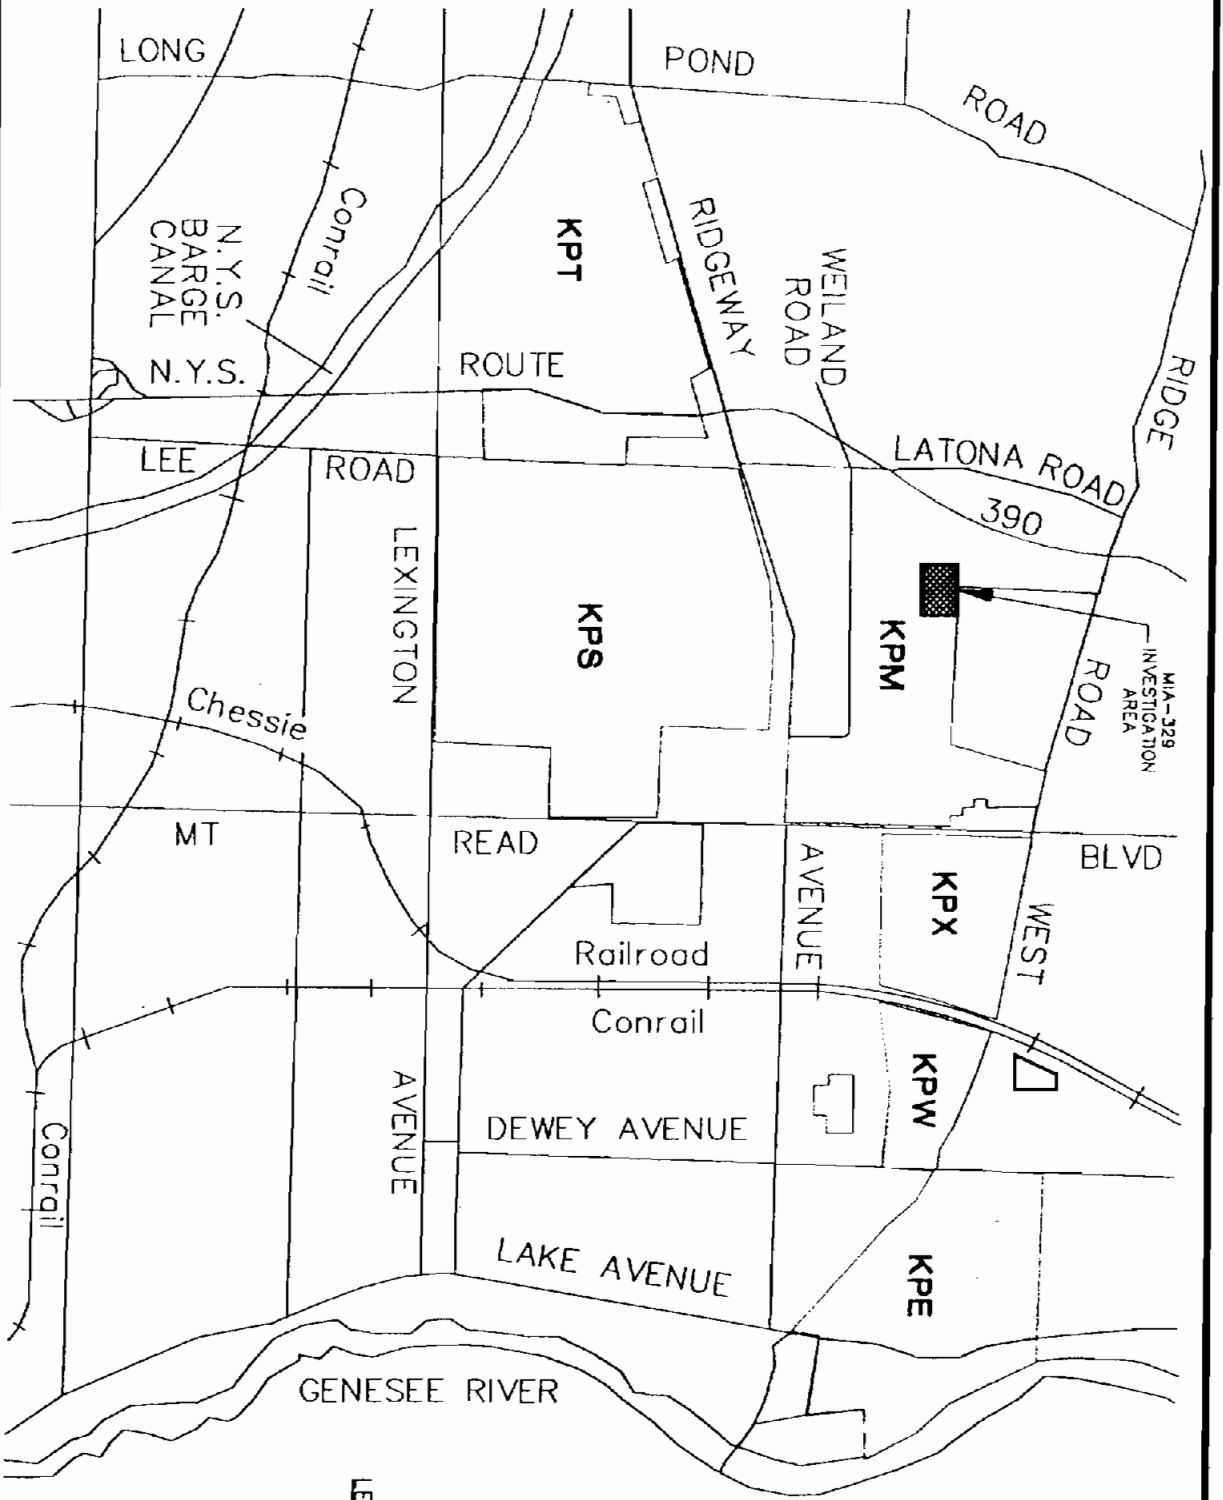 LONG
POND
ROAD
Conrail
N.Y.S.
BARGE
CANAL
KPT
RIDGEWAY
WEILAND
ROAD
N.Y.S.
ROUTE
RIDGE
LEE
ROAD
LATONA ROAD
390
LEXINGTON
KPS
KPM
MIA-329
INVESTIGATION
AREA
ROAD
Chessie
MT
READ
BLVD
AVENUE
KPX
WEST
Railroad
Conrail
KPW
AVENUE
DEWEY AVENUE
Conrail
LAKE AVENUE
KPE
GENESEE RIVER